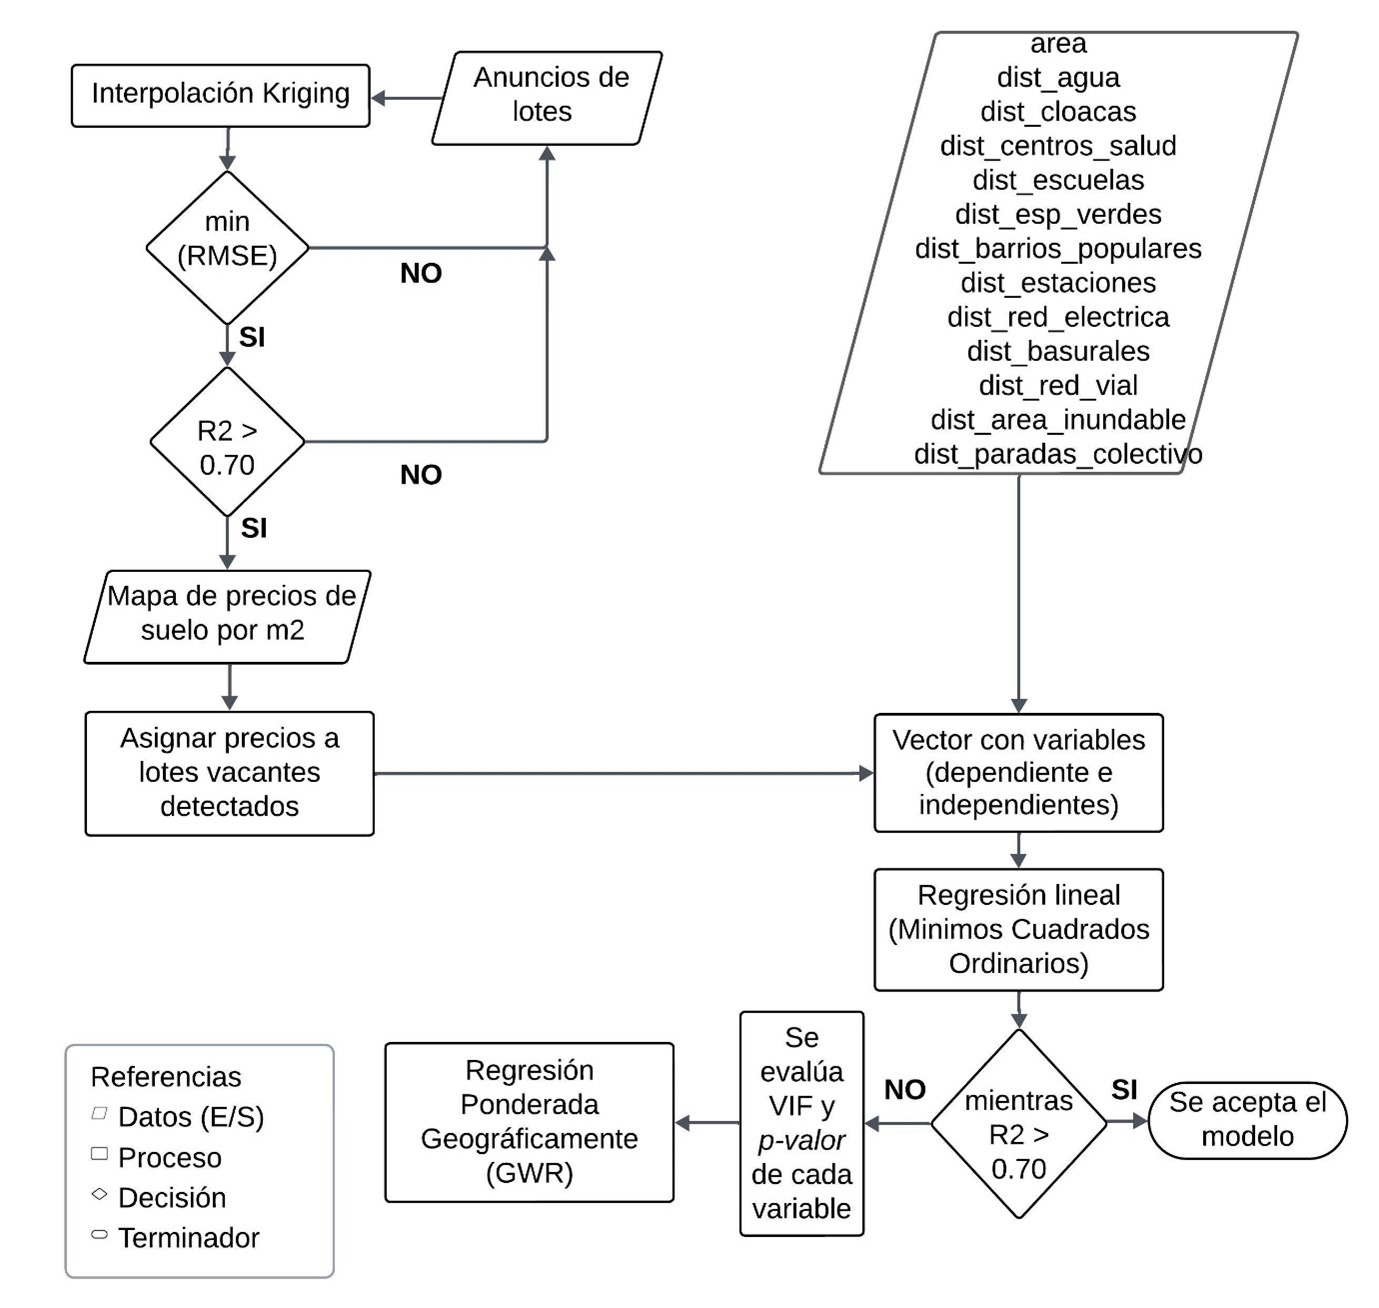 Interpolación Kriging
Anuncios de
lotes
min
(RMSE)
NO
SI
R2 >
0.70
NO
SI
Mapa de precios de
suelo por m2
Asignar precios a
lotes vacantes
detectados
area
dist_agua
dist_cloacas
dist_centros_salud
dist_escuelas
dist_esp_verdes
dist_barrios_populares
dist_estaciones
dist_red_electrica
dist_basurales
dist_red_vial
dist_area_inundable
dist_paradas_colectivo
Vector con variables
(dependiente e
independientes)
Regresión lineal
(Minimos Cuadrados
Ordinarios)
mientras
R2 >
0.70
SI
Se acepta el
modelo
NO
Se
evalúa
VIF y
p-valor
de cada
variable
Regresión
Ponderada
Geográficamente
(GWR)
Referencias
Datos (E/S)
Proceso
Decisión
Terminador